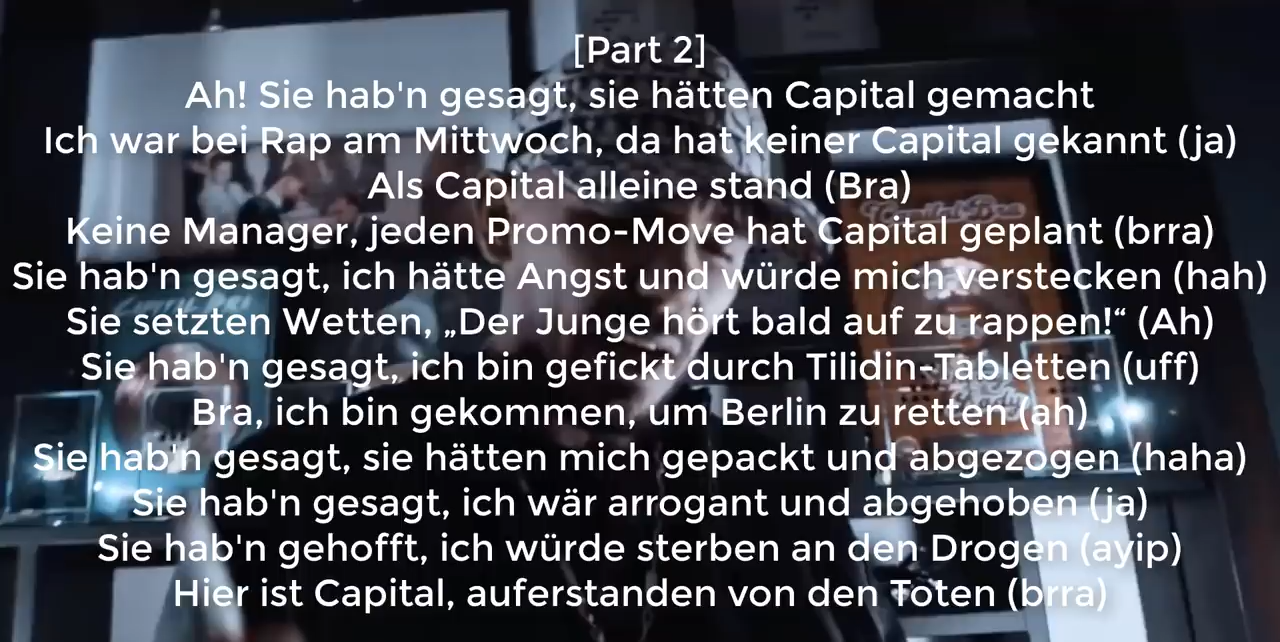 [Part 2]
Ah! Sie hab'n gesagt, sie hätten Capital gemacht
Ich war bei Rap am Mittwoch, da hat keiner Capital gekannt (ja)
Als Capital alleine stand (Bra)
Keine Manager, jeden Promo-Move hat Capital geplant (brra)
Sie hab'n gesagt, ich hätte Angst und würde mich verstecken (hah)
Sie setzten Wetten, „Der Junge hört bald auf zu rappen!“ (Ah)
Sie hab'n gesagt, ich bin gefickt durch Tilidin-Tabletten (uff)
Bra, ich bin gekommen, um Berlin zu retten (ah)
Sie hab'n gesagt, sie hätten mich gepackt und abgezogen (haha)
Sie hab'n gesagt, ich wär arrogant und abgehoben (ja)
Sie hab'n gehofft, ich würde sterben an den Drogen (ayip)
Hier ist Capital, auferstanden von den Toten (brra)